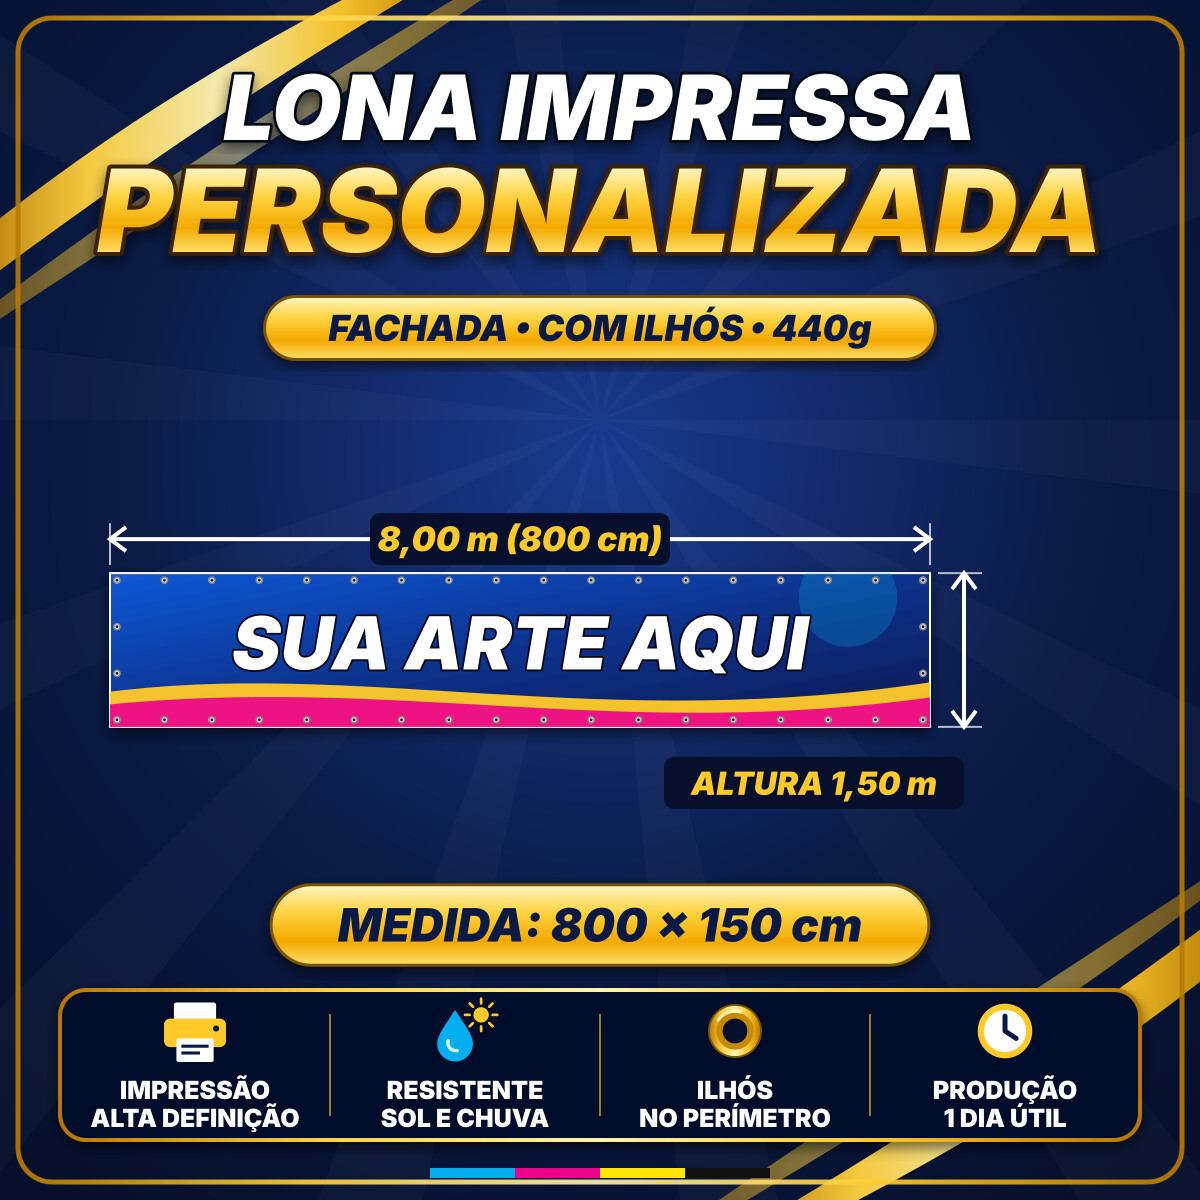 LONA IMPRESSA
PERSONALIZADA
FACHADA • COM ILHÓS • 440g
8,00 m (800 cm)
SUA ARTE AQUI
ALTURA 1,50 m
MEDIDA: 800 × 150 cm
IMPRESSÃO
ALTA DEFINIÇÃO
RESISTENTE
SOL E CHUVA
ILHÓS
NO PERÍMETRO
PRODUÇÃO
1 DIA ÚTIL